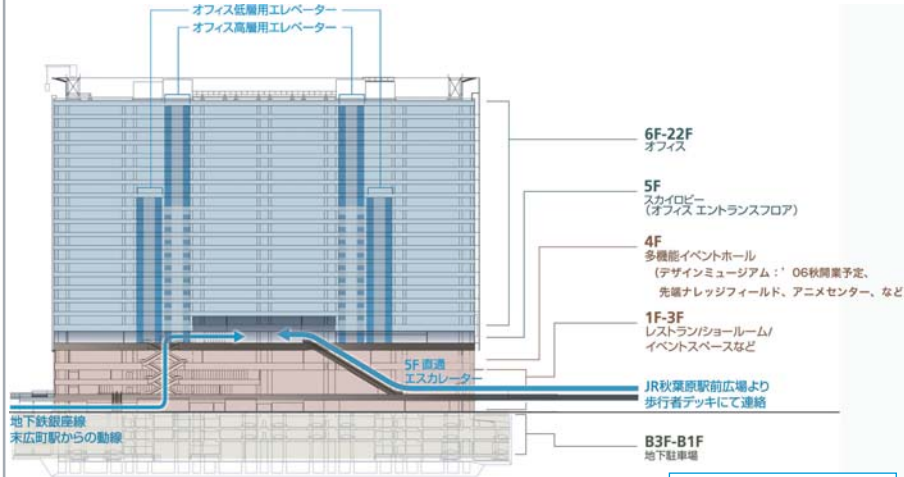 オフィス低層用エレベーター
オフィス高層用エレベーター
6F-22F
オフィス
5F
スカイロビー
（オフィス エントランスフロア）
4F
多機能イベントホール
（デザインミュージアム：’06秋開業予定、
先端ナレッジフィールド、アニメセンター、など
1F-3F
レストラン/ショールーム/
イベントスペースなど
5F 直通
エスカレーター
JR秋葉原駅前広場より
歩行者デッキにて連絡
地下鉄銀座線
末広町駅からの動線
B3F-B1F
地下駐車場